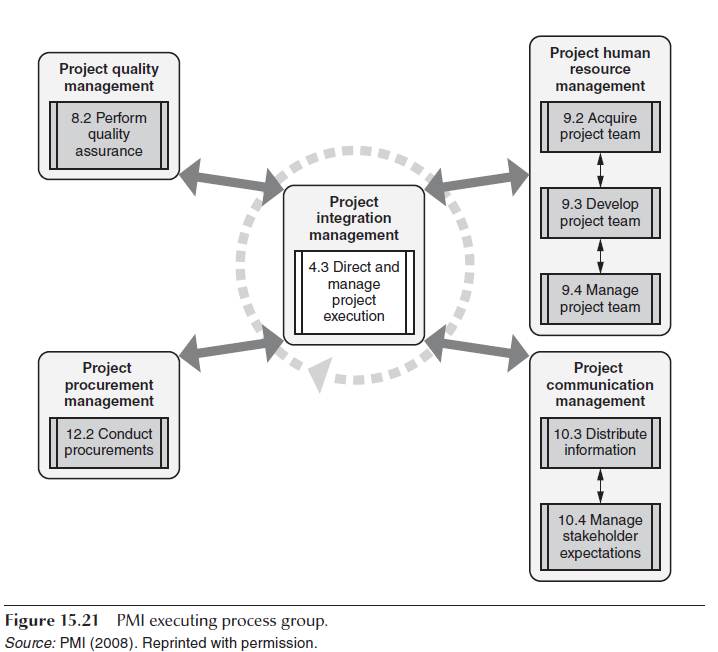 Project quality
management
8.2 Perform
quality
assurance
Project
integration
management
4.3 Direct and
manage
project
execution
Project human
resource
management
9.2 Acquire
project team
9.3 Develop
project team
9.4 Manage
project team
Project
procurement
management
12.2 Conduct
procurements
Project
communication
management
10.3 Distribute
information
10.4 Manage
stakeholder
expectations
Figure 15.21 PMI executing process group.
Source: PMI (2008). Reprinted with permission.